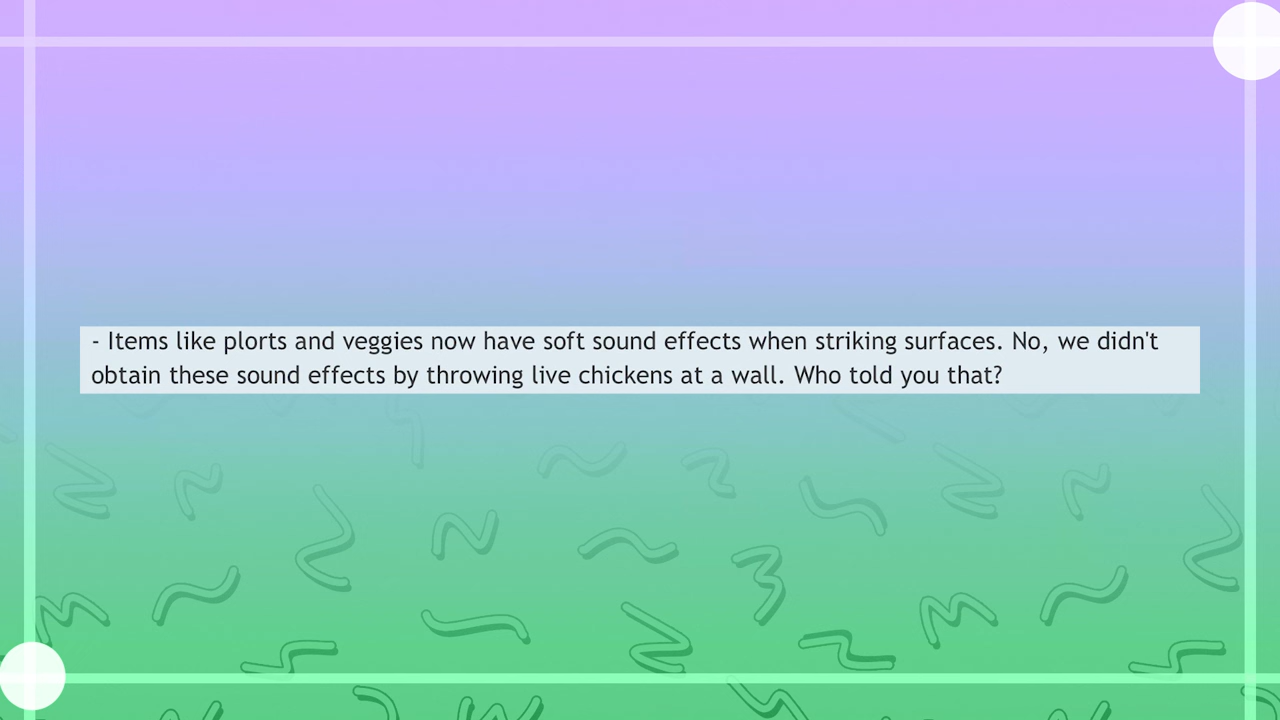 - Items like plorts and veggies now have soft sound effects when striking surfaces. No, we didn't
obtain these sound effects by throwing live chickens at a wall. Who told you that?